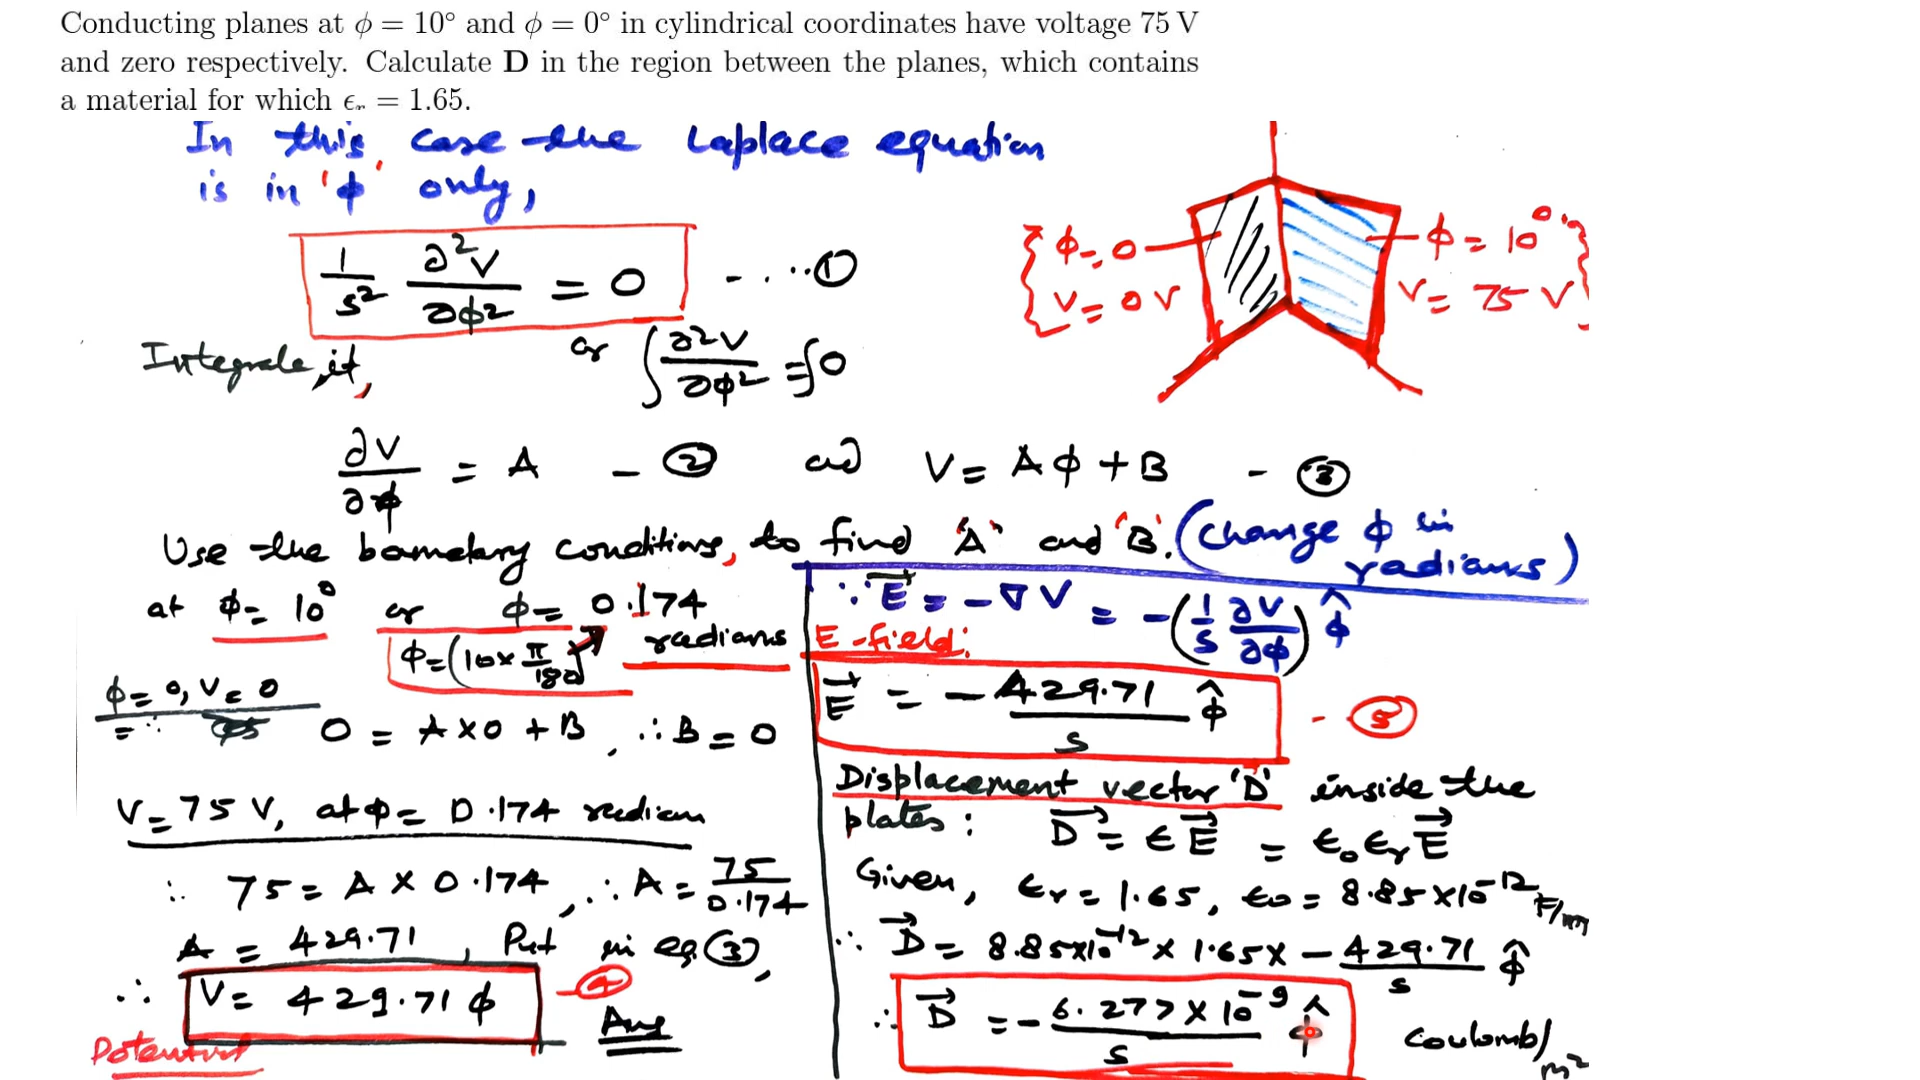 Conducting planes at ϕ = 10° and ϕ = 0° in cylindrical coordinates have voltage 75 V
and zero respectively. Calculate D in the region between the planes, which contains
a material for which ϵᵣ = 1.65.
In this case the Laplace equation
is in 'ϕ' only,
1/s² ∂²V/∂ϕ² = 0 - ...①
ϕ = 0
V = 0 V
ϕ = 10°
V = 75 V
Integrate it, or ∫ ∂²V/∂ϕ² = ∫0
∂V/∂ϕ = A - ② and V = Aϕ + B - ③
Use the boundary conditions, to find 'A' and 'B'. (Change ϕ in radians)
at ϕ = 10° or ϕ = 0.174 radians
ϕ = (10 × π/180)
ϕ = 0, V = 0
0 = A × 0 + B, ∴ B = 0
V = 75 V, at ϕ = 0.174 radian
∴ 75 = A × 0.174, ∴ A = 75/0.174
A = 429.71, Put in eq ③,
∴ V = 429.71 ϕ - ④
Ans
Potential
∵ E⃗ = -∇V = -(1/s ∂V/∂ϕ) ϕ̂
E-field:
E⃗ = - 429.71/s ϕ̂ - ⑤
Displacement vector 'D' inside the
plates: D⃗ = ϵE⃗ = ϵ₀ϵᵣE⃗
Given, ϵᵣ = 1.65, ϵ₀ = 8.85×10⁻¹² F/m
∴ D⃗ = 8.85×10⁻¹² × 1.65 × - 429.71/s ϕ̂
∴ D⃗ = - 6.277 × 10⁻⁹/s ϕ̂ Coulomb/m²